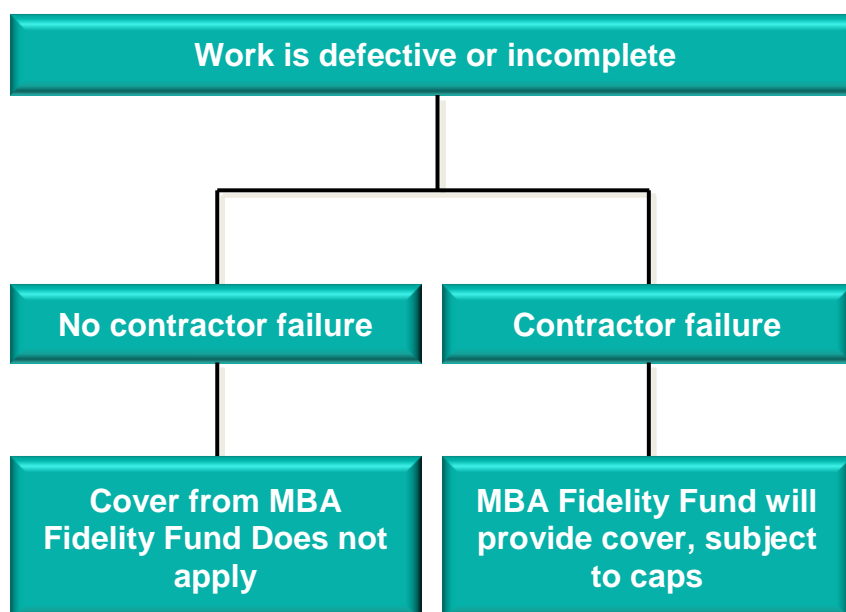 Work is defective or incomplete
No contractor failure
Contractor failure
Cover from MBA
Fidelity Fund Does not
apply
MBA Fidelity Fund will
provide cover, subject
to caps